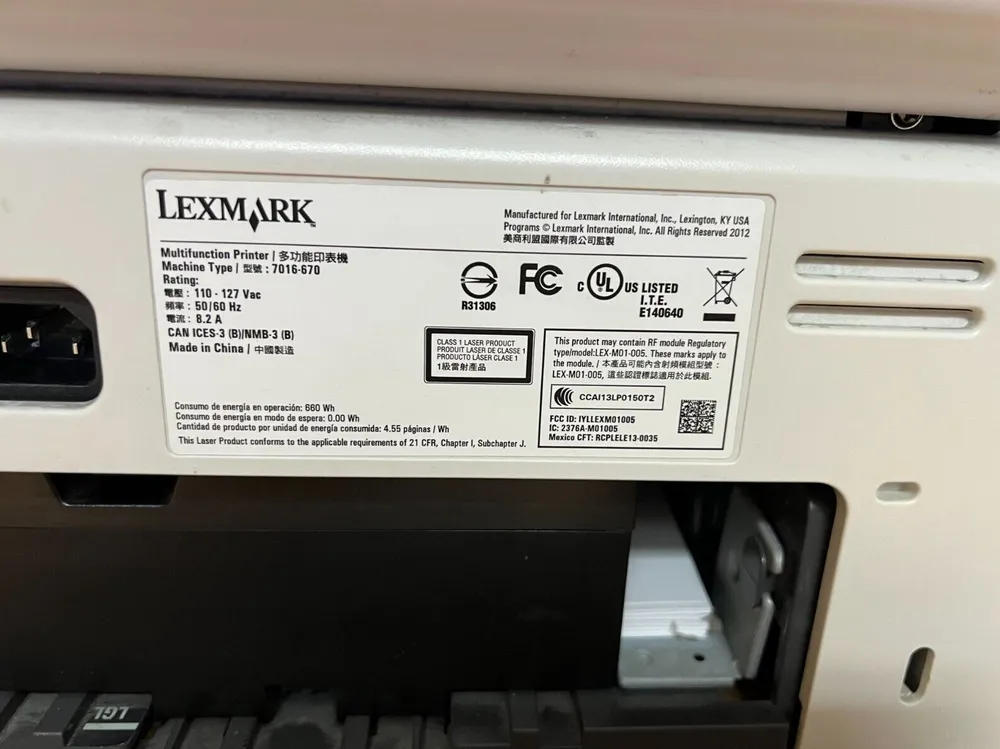 LEXMARK™
Manufactured for Lexmark International, Inc., Lexington, KY USA
Programs © Lexmark International, Inc. All Rights Reserved 2012
美商利盟國際有限公司監製
Multifunction Printer / 多功能印表機
Machine Type / 型號 : 7016-670
Rating:
電壓 : 110 - 127 Vac
頻率 : 50/60 Hz
電流 : 8.2 A
CAN ICES-3 (B)/NMB-3 (B)
Made in China / 中國製造
R31306
FC
C UL US LISTED
I.T.E.
E140640
CLASS 1 LASER PRODUCT
PRODUIT LASER DE CLASSE 1
PRODUCTO LASER CLASE 1
1級雷射產品
This product may contain RF module Regulatory
type/model:LEX-M01-005. These marks apply to
the module. / 本產品可能內含射頻模組型號 :
LEX-M01-005, 這些認證標誌適用於此模組.
CCAI13LP0150T2
FCC ID: IYLLEXM01005
IC: 2376A-M01005
Mexico CFT: RCPLELE13-0035
Consumo de energía en operación: 660 Wh
Consumo de energía en modo de espera: 0.00 Wh
Cantidad de producto por unidad de energía consumida: 4.55 páginas / Wh
This Laser Product conforms to the applicable requirements of 21 CFR, Chapter I, Subchapter J.
LGL